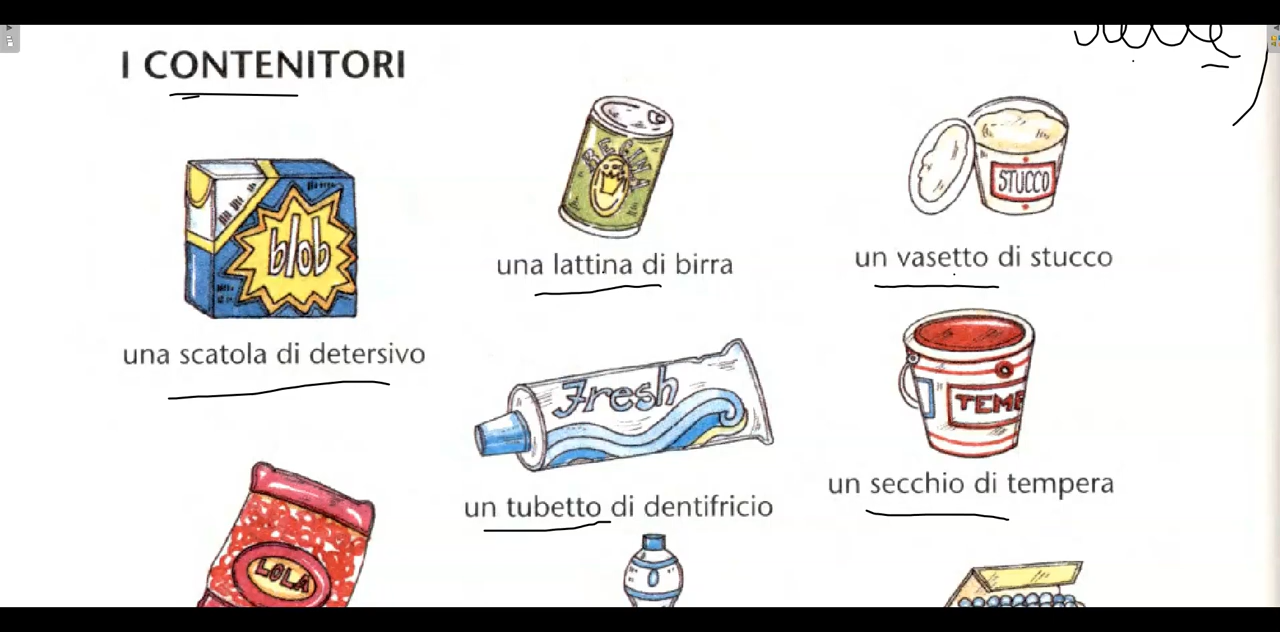 I CONTENITORI
REGINA
STUCCO
blob
una lattina di birra
un vasetto di stucco
una scatola di detersivo
Fresh
TEMP
un tubetto di dentifricio
un secchio di tempera
LOLA